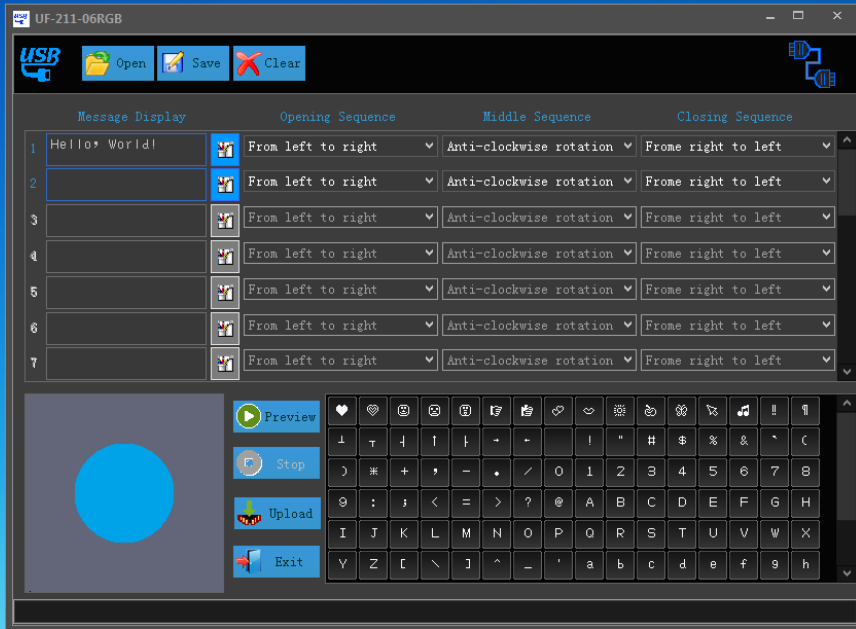 UF-211-06RGB
USB Open Save Clear
Message Display Opening Sequence Middle Sequence Closing Sequence
1 Hello, World! From left to right Anti-clockwise rotation Frome right to left
2 From left to right Anti-clockwise rotation Frome right to left
3 From left to right Anti-clockwise rotation Frome right to left
4 From left to right Anti-clockwise rotation Frome right to left
5 From left to right Anti-clockwise rotation Frome right to left
6 From left to right Anti-clockwise rotation Frome right to left
7 From left to right Anti-clockwise rotation Frome right to left
Preview
Stop
Upload
Exit
‼ ¶
! " # $ % & ` (
) * + , - . / 0 1 2 3 4 5 6 7 8
9 : ; < = > ? @ A B C D E F G H
I J K L M N O P Q R S T U V W X
Y Z [ \ ] ^ _ ' a b c d e f g h